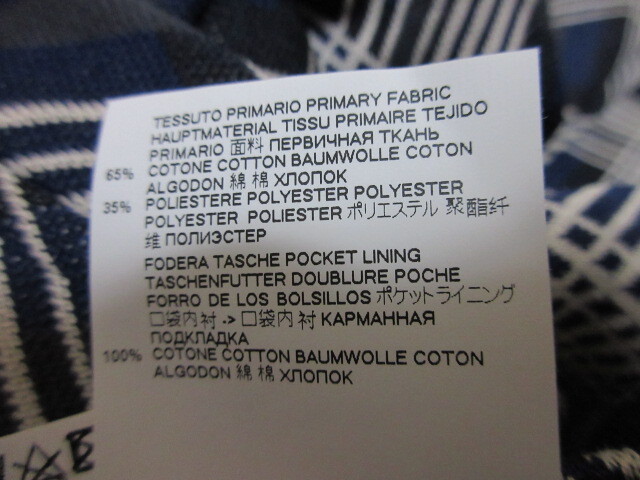 TESSUTO PRIMARIO PRIMARY FABRIC
HAUPTMATERIAL TISSU PRIMAIRE TEJIDO
PRIMARIO 面料 ПЕРВИЧНАЯ ТКАНЬ
65% COTONE COTTON BAUMWOLLE COTON
ALGODON 綿 棉 ХЛОПОК
35% POLIESTERE POLYESTER POLYESTER
POLYESTER POLIESTER ポリエステル 聚酯纤
维 ПОЛИЭСТЕР
FODERA TASCHE POCKET LINING
TASCHENFUTTER DOUBLURE POCHE
FORRO DE LOS BOLSILLOS ポケットライニング
口袋内衬 -> 口袋内衬 КАРМАННАЯ
ПОДКЛАДКА
100% COTONE COTTON BAUMWOLLE COTON
ALGODON 綿 棉 ХЛОПОК